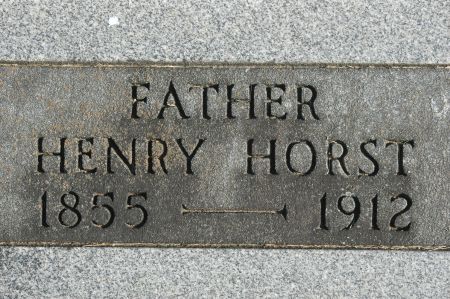 FATHER
HENRY HORST
1855 — 1912